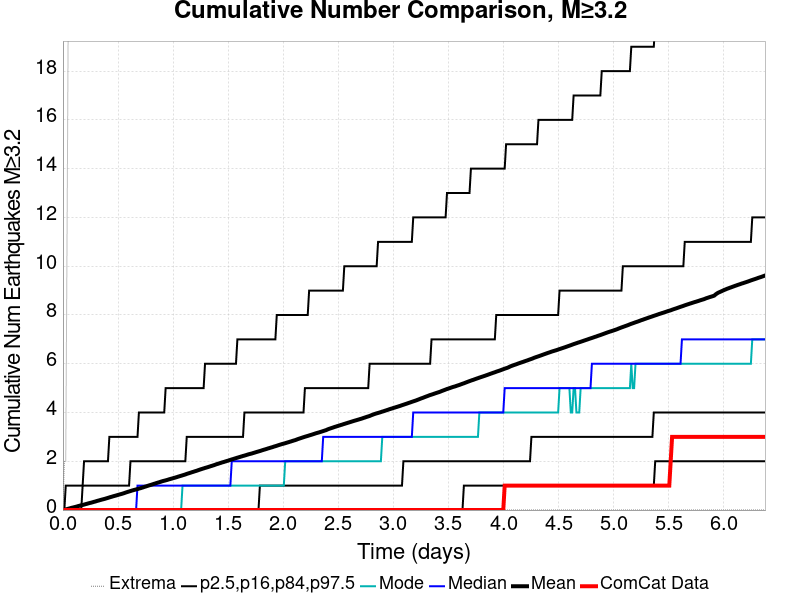 Cumulative Number Comparison, M≥3.2
Cumulative Num Earthquakes M≥3.2
18
16
14
12
10
8
6
4
2
0
0.0 0.5 1.0 1.5 2.0 2.5 3.0 3.5 4.0 4.5 5.0 5.5 6.0
Time (days)
Extrema p2.5,p16,p84,p97.5 Mode Median Mean ComCat Data